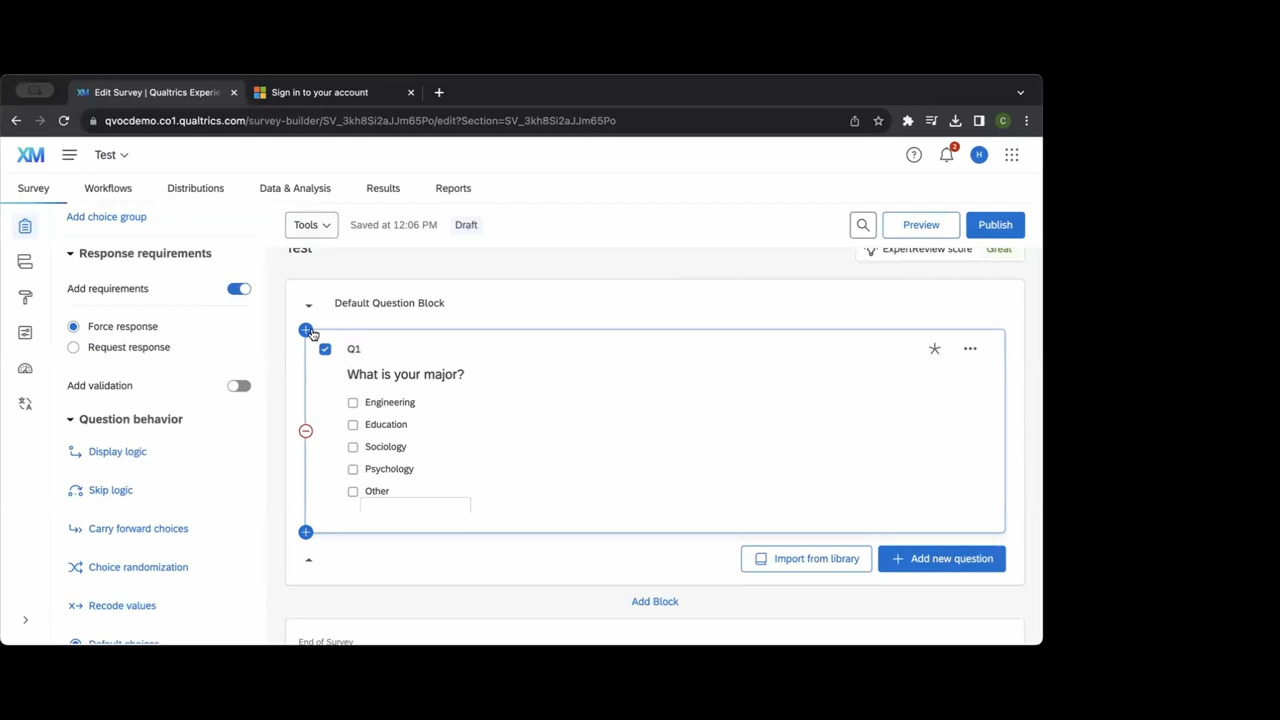 Edit Survey | Qualtrics Experie
Sign in to your account
qvocdemo.co1.qualtrics.com/survey-builder/SV_3kh8Si2aJJm65Po/edit?Section=SV_3kh8Si2aJJm65Po
C
XM
Test
2
H
Survey
Workflows
Distributions
Data & Analysis
Results
Reports
Add choice group
Tools
Saved at 12:06 PM
Draft
Preview
Publish
Test
ExpertReview score
Great
Response requirements
Add requirements
Force response
Request response
Add validation
Question behavior
Display logic
Skip logic
Carry forward choices
Choice randomization
Recode values
Default choices
Default Question Block
Q1
What is your major?
Engineering
Education
Sociology
Psychology
Other
Import from library
Add new question
Add Block
End of Survey